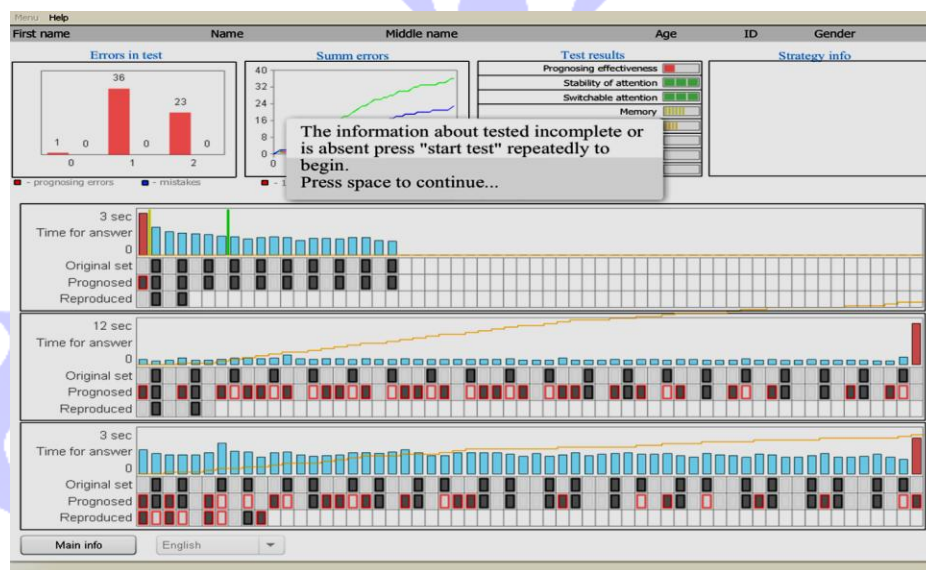 Menu Help
First name Name Middle name Age ID Gender
Errors in test Summ errors Test results Strategy info
36
23
1 0 0 0
0 1 2
- prognosing errors - mistakes
40
32
24
16
8
0
0
Prognosing effectiveness
Stability of attention
Switchable attention
Memory
The information about tested incomplete or
is absent press "start test" repeatedly to
begin.
Press space to continue...
3 sec
Time for answer
0
Original set
Prognosed
Reproduced
12 sec
Time for answer
0
Original set
Prognosed
Reproduced
3 sec
Time for answer
0
Original set
Prognosed
Reproduced
Main info English